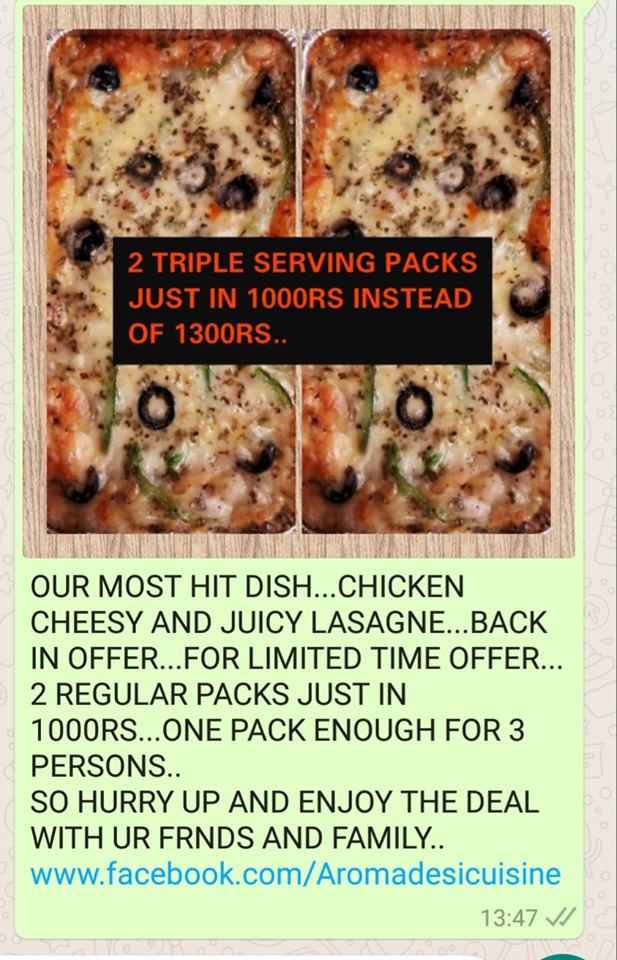 2 TRIPLE SERVING PACKS
JUST IN 1000RS INSTEAD
OF 1300RS..
OUR MOST HIT DISH...CHICKEN
CHEESY AND JUICY LASAGNE...BACK
IN OFFER...FOR LIMITED TIME OFFER...
2 REGULAR PACKS JUST IN
1000RS...ONE PACK ENOUGH FOR 3
PERSONS..
SO HURRY UP AND ENJOY THE DEAL
WITH UR FRNDS AND FAMILY..
www.facebook.com/Aromadesicuisine
13:47